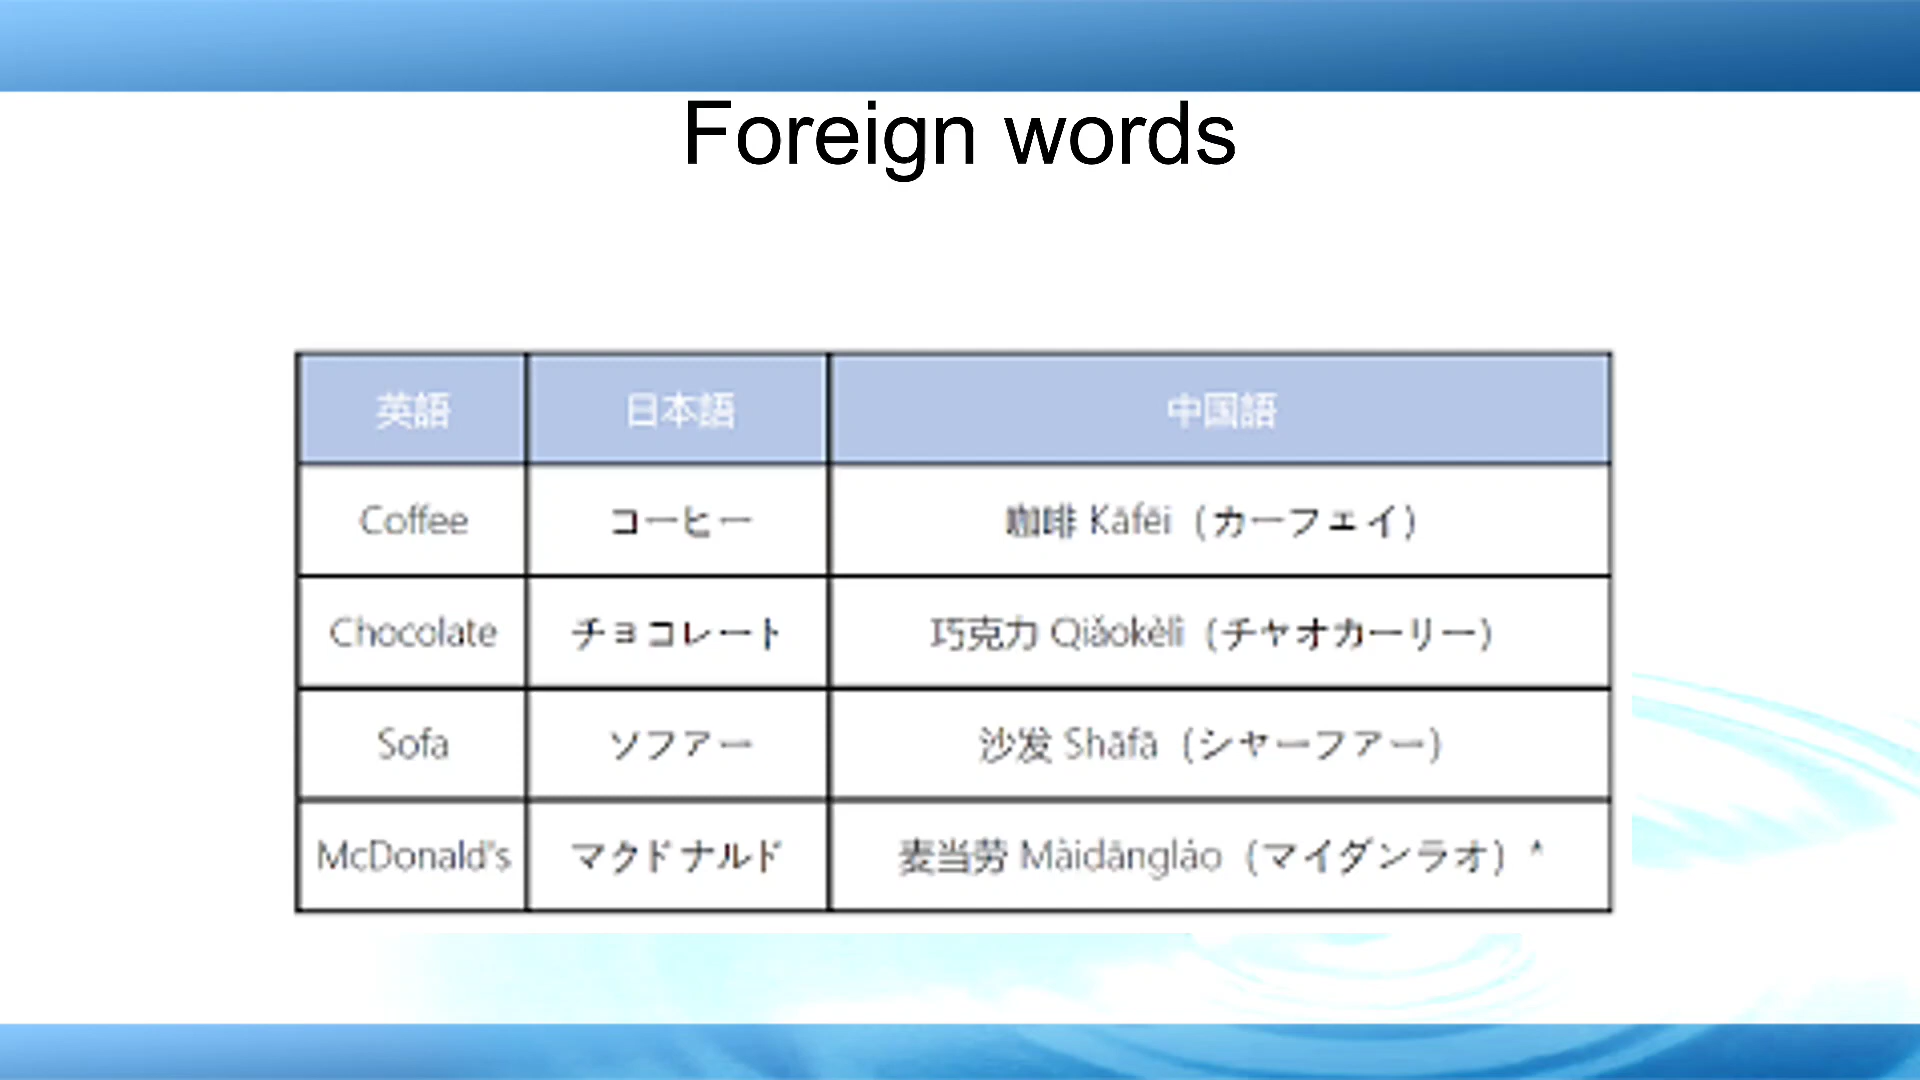 Foreign words
英語 日本語 中国語
Coffee コーヒー 咖啡 Kāfēi（カーフェイ）
Chocolate チョコレート 巧克力 Qiǎokèlì（チャオカーリー）
Sofa ソファー 沙发 Shāfā（シャーファー）
McDonald's マクドナルド 麦当劳 Màidāngláo（マイダンラオ）*